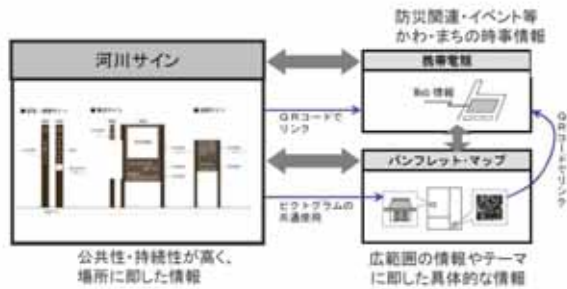 防災関連・イベント等
かわ・まちの時事情報
河川サイン
携帯電話
Web 情報
QRコードで
リンク
QRコードでリンク
パンフレット・マップ
ピクトグラムの
共通使用
公共性・持続性が高く、
場所に即した情報
広範囲の情報やテーマ
に即した具体的な情報